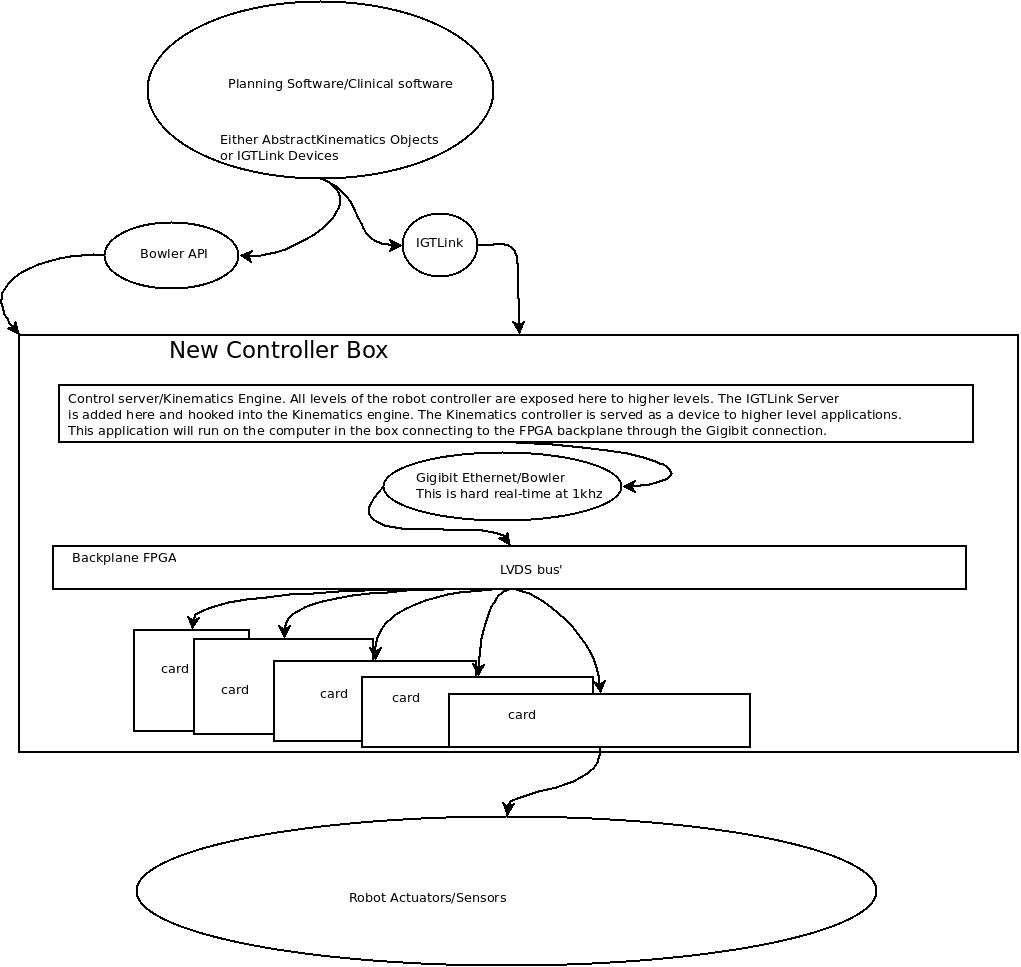 Planning Software/Clinical software
Either AbstractKinematics Objects
or IGTLink Devices
Bowler API
IGTLink
New Controller Box
Control server/Kinematics Engine. All levels of the robot controller are exposed here to higher levels. The IGTLink Server
is added here and hooked into the Kinematics engine. The Kinematics controller is served as a device to higher level applications.
This application will run on the computer in the box connecting to the FPGA backplane through the Gigibit connection.
Gigibit Ethernet/Bowler
This is hard real-time at 1khz
Backplane FPGA
LVDS bus'
card
card
card
card
card
Robot Actuators/Sensors